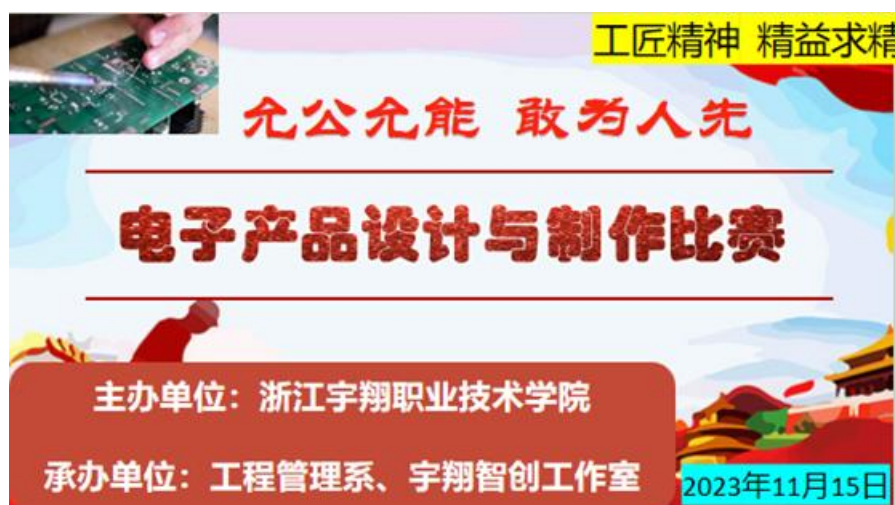 工匠精神 精益求精
允公允能 敢为人先
电子产品设计与制作比赛
主办单位：浙江宇翔职业技术学院
承办单位：工程管理系、宇翔智创工作室
2023年11月15日